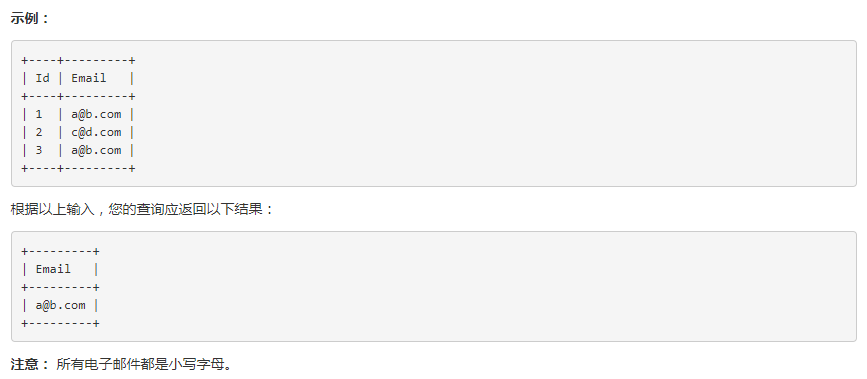 示例：
+----+---------+
| Id | Email   |
+----+---------+
| 1  | a@b.com |
| 2  | c@d.com |
| 3  | a@b.com |
+----+---------+
根据以上输入，您的查询应返回以下结果：
+---------+
| Email   |
+---------+
| a@b.com |
+---------+
注意： 所有电子邮件都是小写字母。